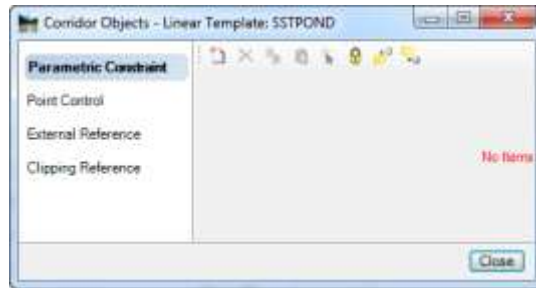 Corridor Objects - Linear Template: SSTPOND
Parametric Constraint
Point Control
External Reference
Clipping Reference
No Items
Close